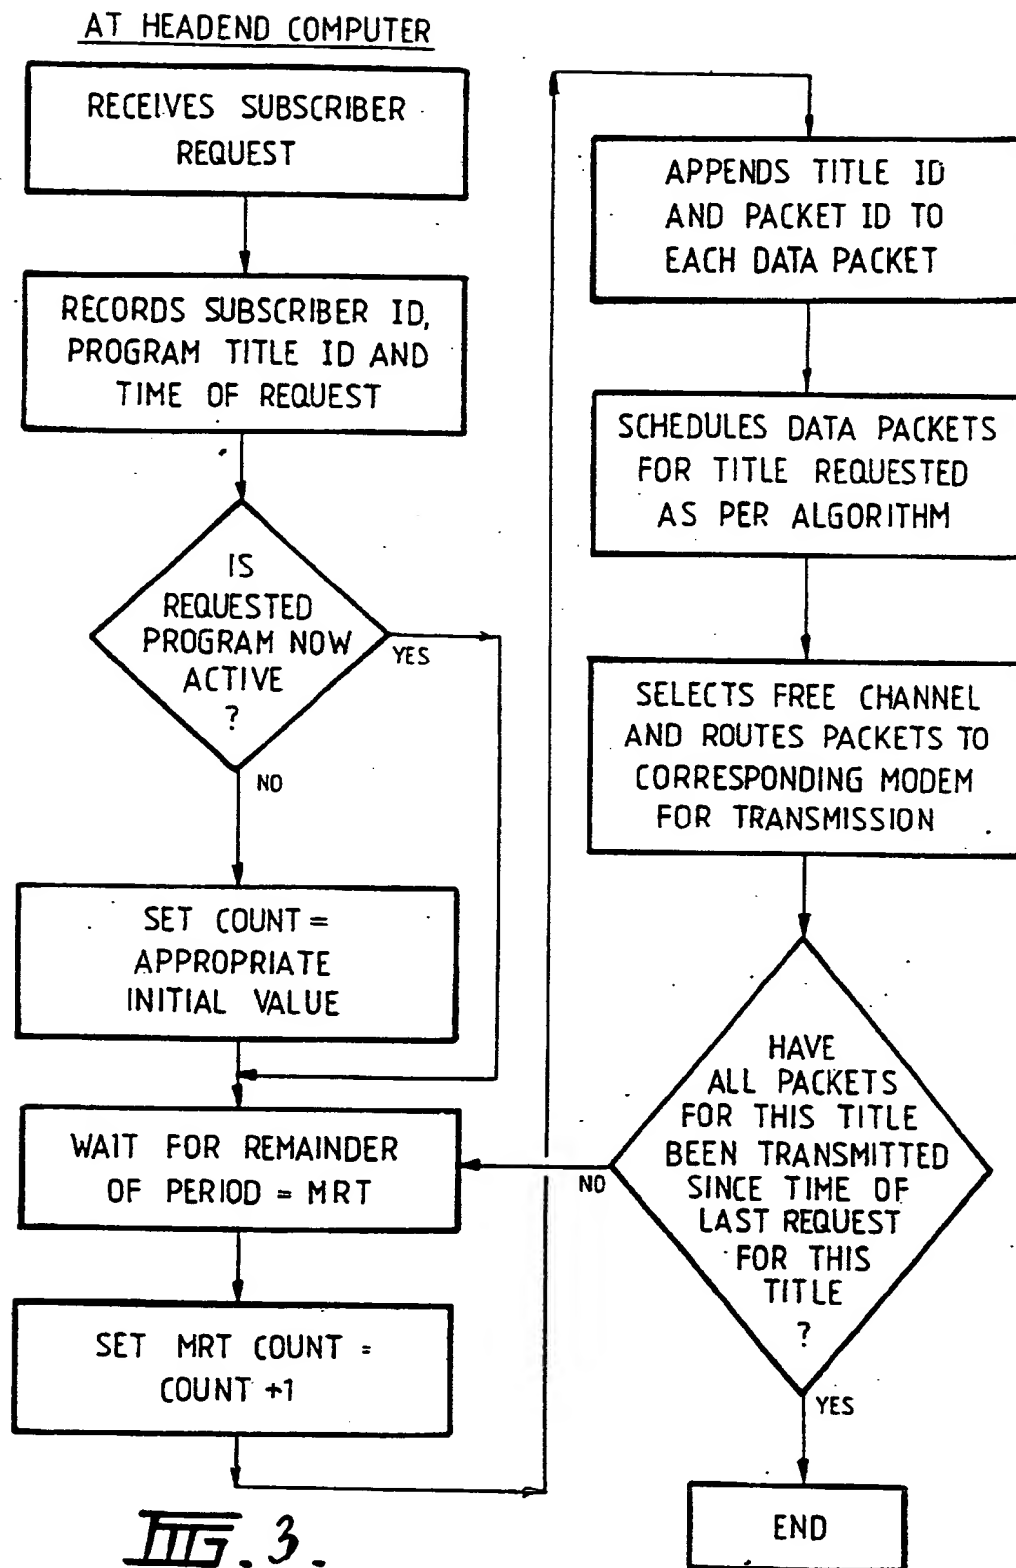 AT HEADEND COMPUTER
RECEIVES SUBSCRIBER
REQUEST
RECORDS SUBSCRIBER ID,
PROGRAM TITLE ID AND
TIME OF REQUEST
IS
REQUESTED
PROGRAM NOW
ACTIVE
?
YES
NO
SET COUNT =
APPROPRIATE
INITIAL VALUE
WAIT FOR REMAINDER
OF PERIOD = MRT
SET MRT COUNT =
COUNT +1
APPENDS TITLE ID
AND PACKET ID TO
EACH DATA PACKET
SCHEDULES DATA PACKETS
FOR TITLE REQUESTED
AS PER ALGORITHM
SELECTS FREE CHANNEL
AND ROUTES PACKETS TO
CORRESPONDING MODEM
FOR TRANSMISSION
HAVE
ALL PACKETS
FOR THIS TITLE
BEEN TRANSMITTED
SINCE TIME OF
LAST REQUEST
FOR THIS
TITLE
?
NO
YES
END
FIG. 3.